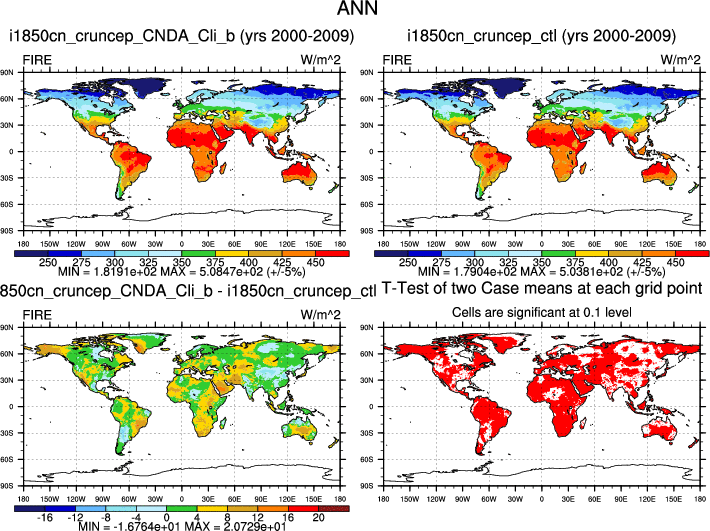 ANN
i1850cn_cruncep_CNDA_Cli_b (yrs 2000-2009)
FIRE W/m^2
90N
60N
30N
0
30S
60S
90S
180 150W 120W 90W 60W 30W 0 30E 60E 90E 120E 150E 180
250 275 300 325 350 375 400 425 450
MIN = 1.8191e+02 MAX = 5.0847e+02 (+/-5%)
i1850cn_cruncep_ctl (yrs 2000-2009)
FIRE W/m^2
90N
60N
30N
0
30S
60S
90S
180 150W 120W 90W 60W 30W 0 30E 60E 90E 120E 150E 180
250 275 300 325 350 375 400 425 450
MIN = 1.7904e+02 MAX = 5.0381e+02 (+/-5%)
850cn_cruncep_CNDA_Cli_b - i1850cn_cruncep_ctl
FIRE W/m^2
90N
60N
30N
0
30S
60S
90S
180 150W 120W 90W 60W 30W 0 30E 60E 90E 120E 150E 180
-16 -12 -8 -4 0 4 8 12 16 20
MIN = -1.6764e+01 MAX = 2.0729e+01
T-Test of two Case means at each grid point
Cells are significant at 0.1 level
90N
60N
30N
0
30S
60S
90S
180 150W 120W 90W 60W 30W 0 30E 60E 90E 120E 150E 180